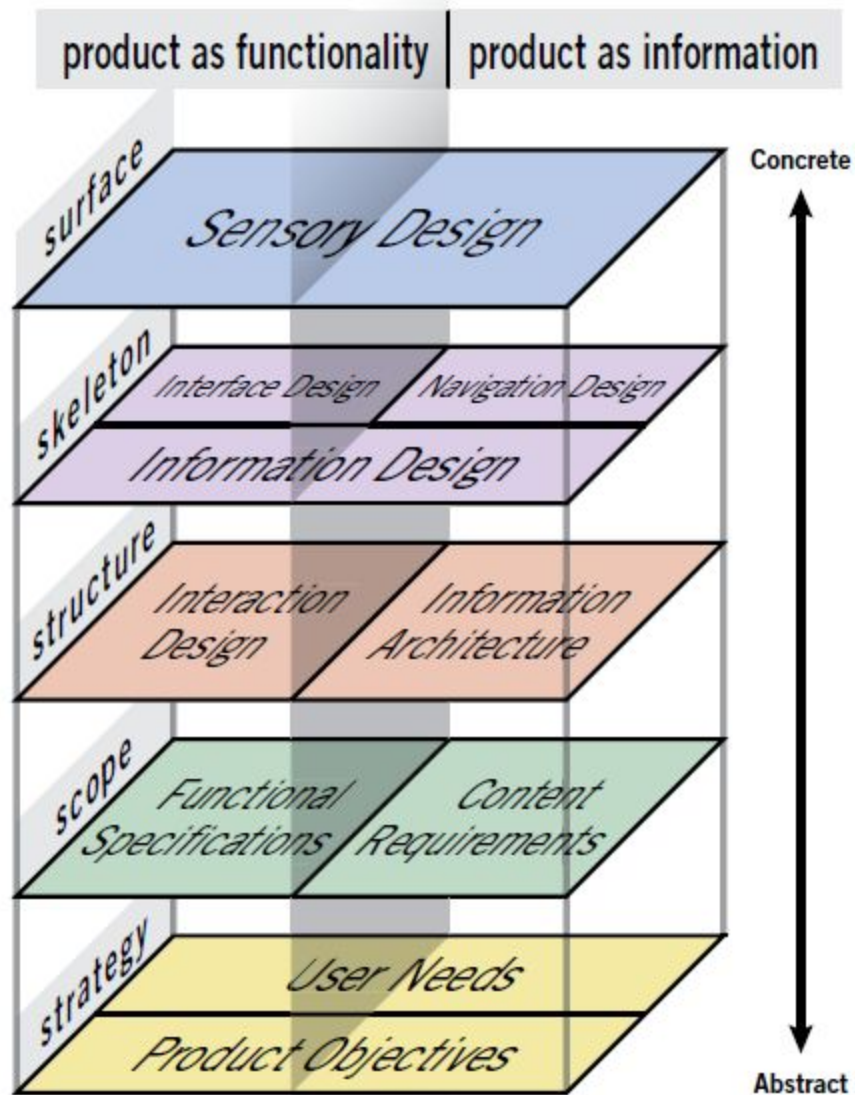 product as functionality
product as information
Concrete
surface
Sensory Design
skeleton
Interface Design
Navigation Design
Information Design
structure
Interaction
Design
Information
Architecture
scope
Functional
Specifications
Content
Requirements
strategy
User Needs
Product Objectives
Abstract